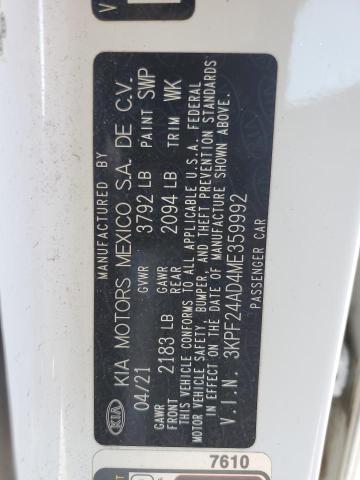 MANUFACTURED BY
KIA KIA MOTORS MEXICO S.A. DE C.V.
04/21 GVWR 3792 LB PAINT SWP
GAWR FRONT 2183 LB GAWR REAR 2094 LB TRIM WK
THIS VEHICLE CONFORMS TO ALL APPLICABLE U.S.A. FEDERAL
MOTOR VEHICLE SAFETY, BUMPER, AND THEFT PREVENTION STANDARDS
IN EFFECT ON THE DATE OF MANUFACTURE SHOWN ABOVE.
V.I.N. 3KPF24AD4ME359992
PASSENGER CAR
7610